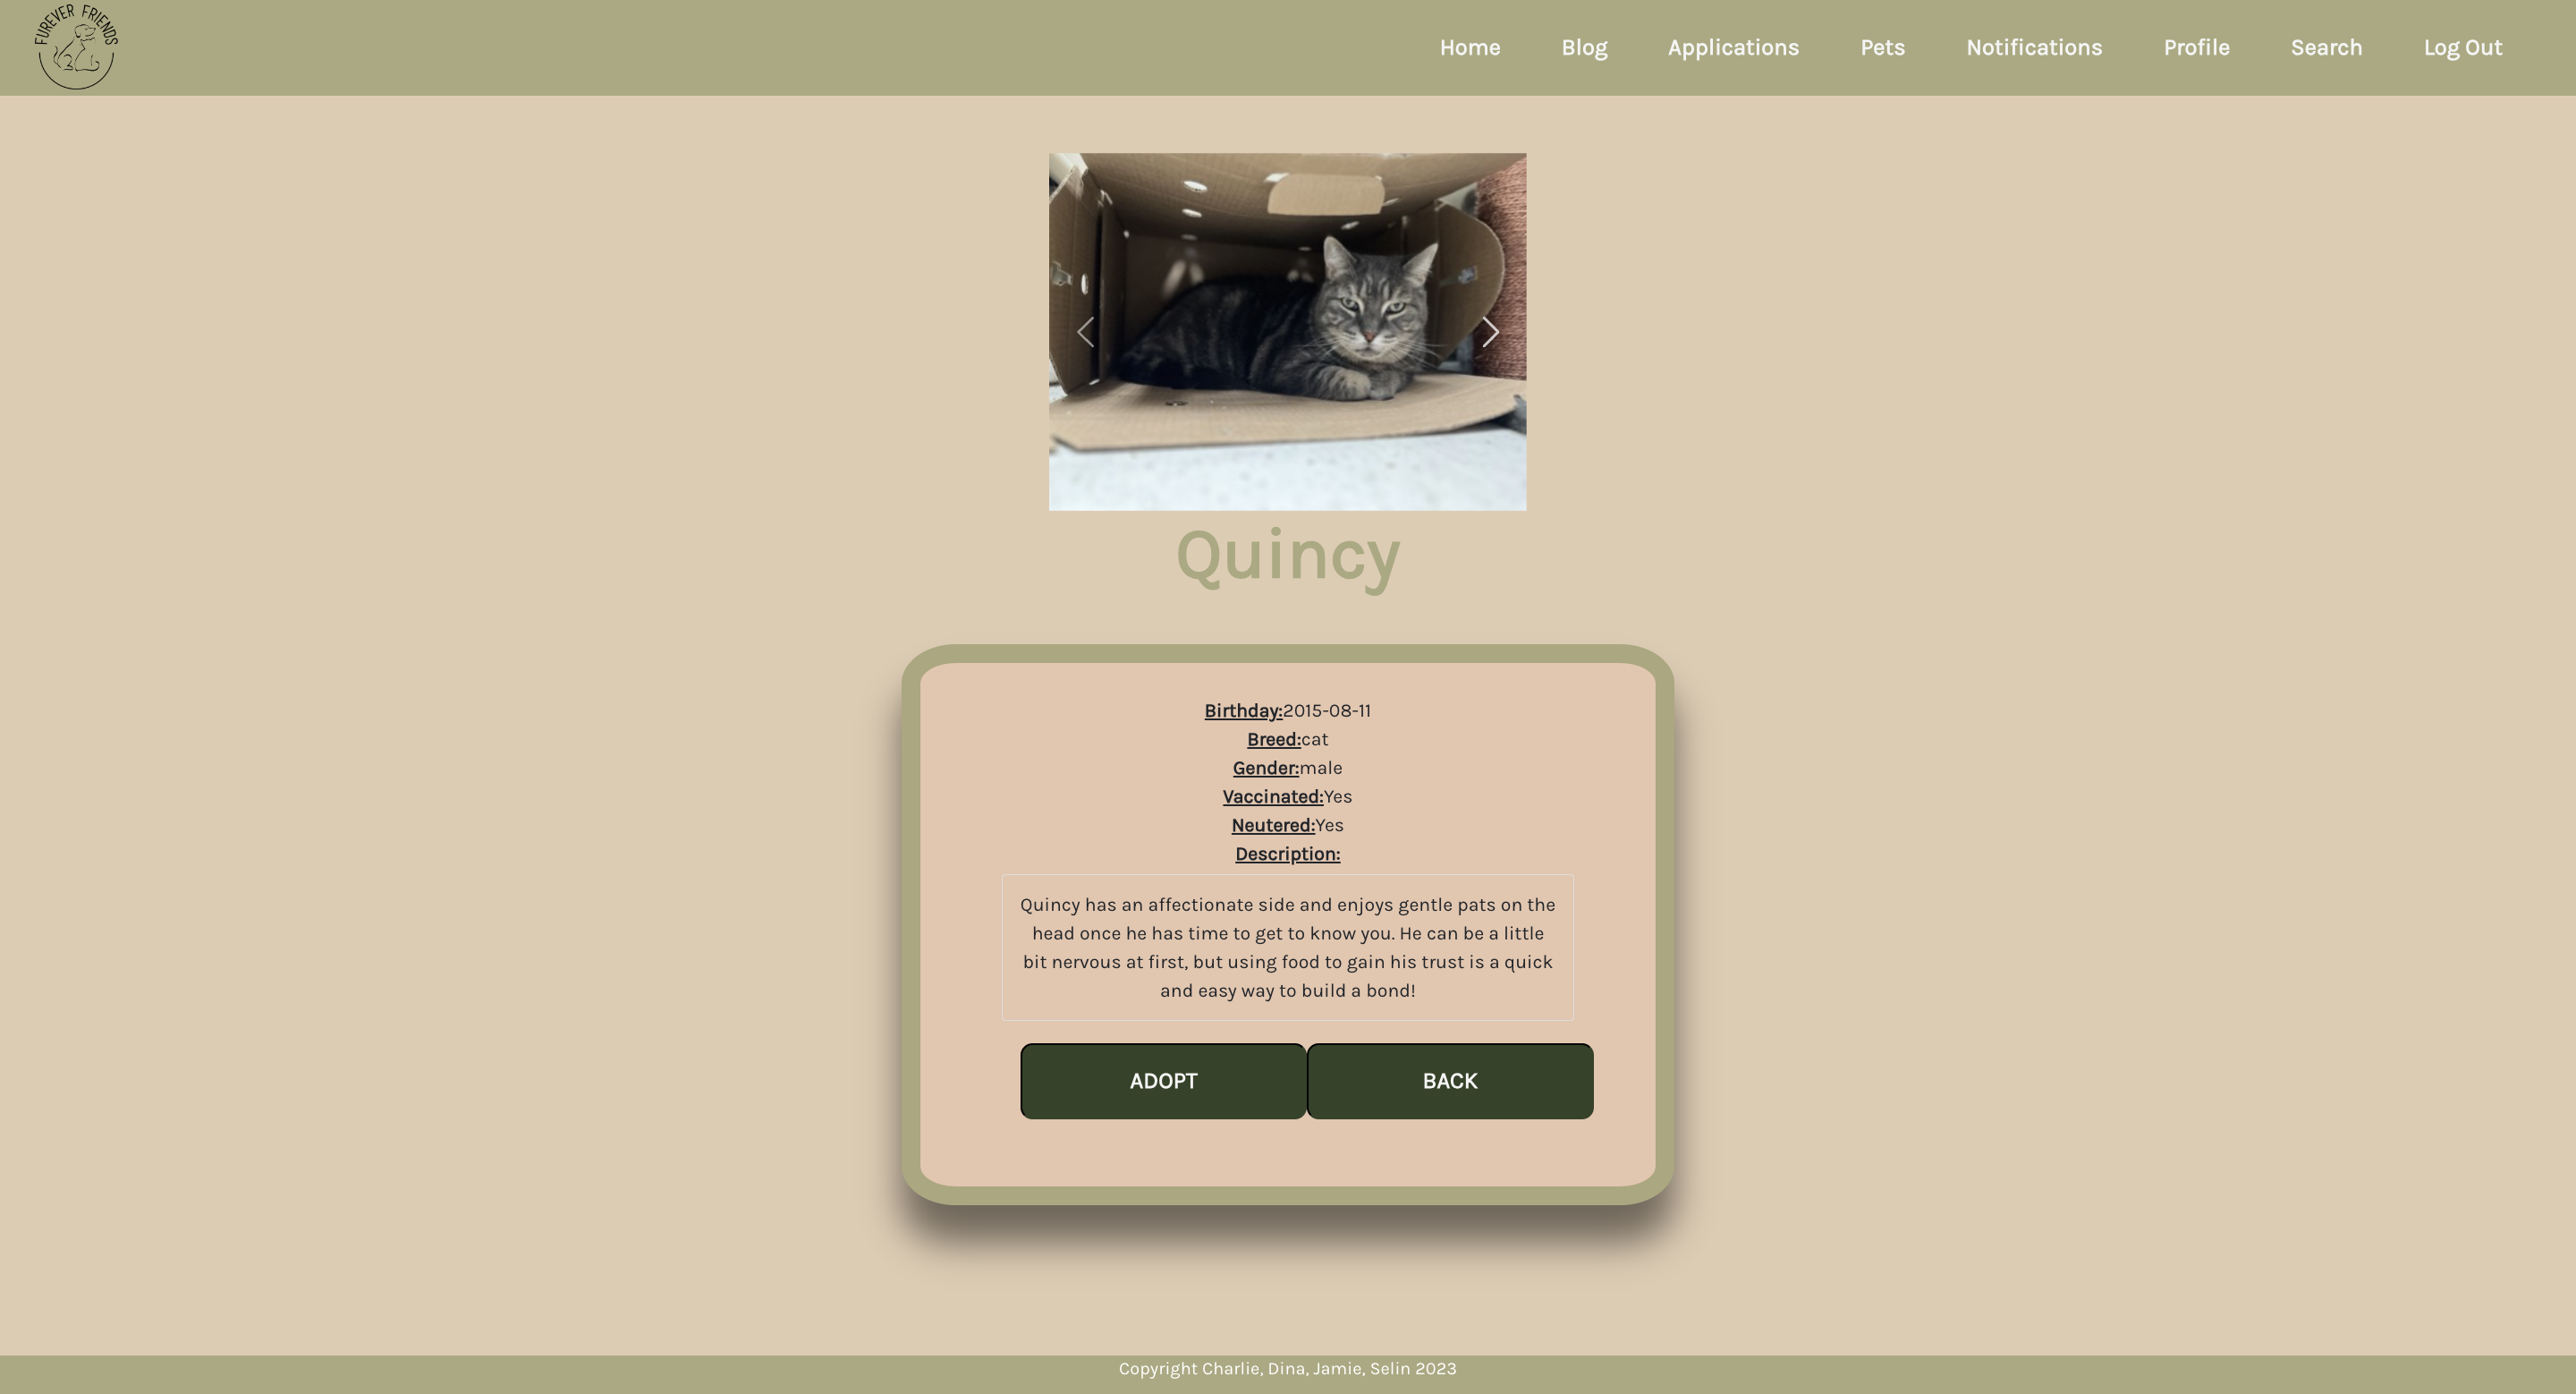 FUREVER FRIENDS
Home Blog Applications Pets Notifications Profile Search Log Out
Quincy
Birthday:2015-08-11
Breed:cat
Gender:male
Vaccinated:Yes
Neutered:Yes
Description:
Quincy has an affectionate side and enjoys gentle pats on the
head once he has time to get to know you. He can be a little
bit nervous at first, but using food to gain his trust is a quick
and easy way to build a bond!
ADOPT BACK
Copyright Charlie, Dina, Jamie, Selin 2023